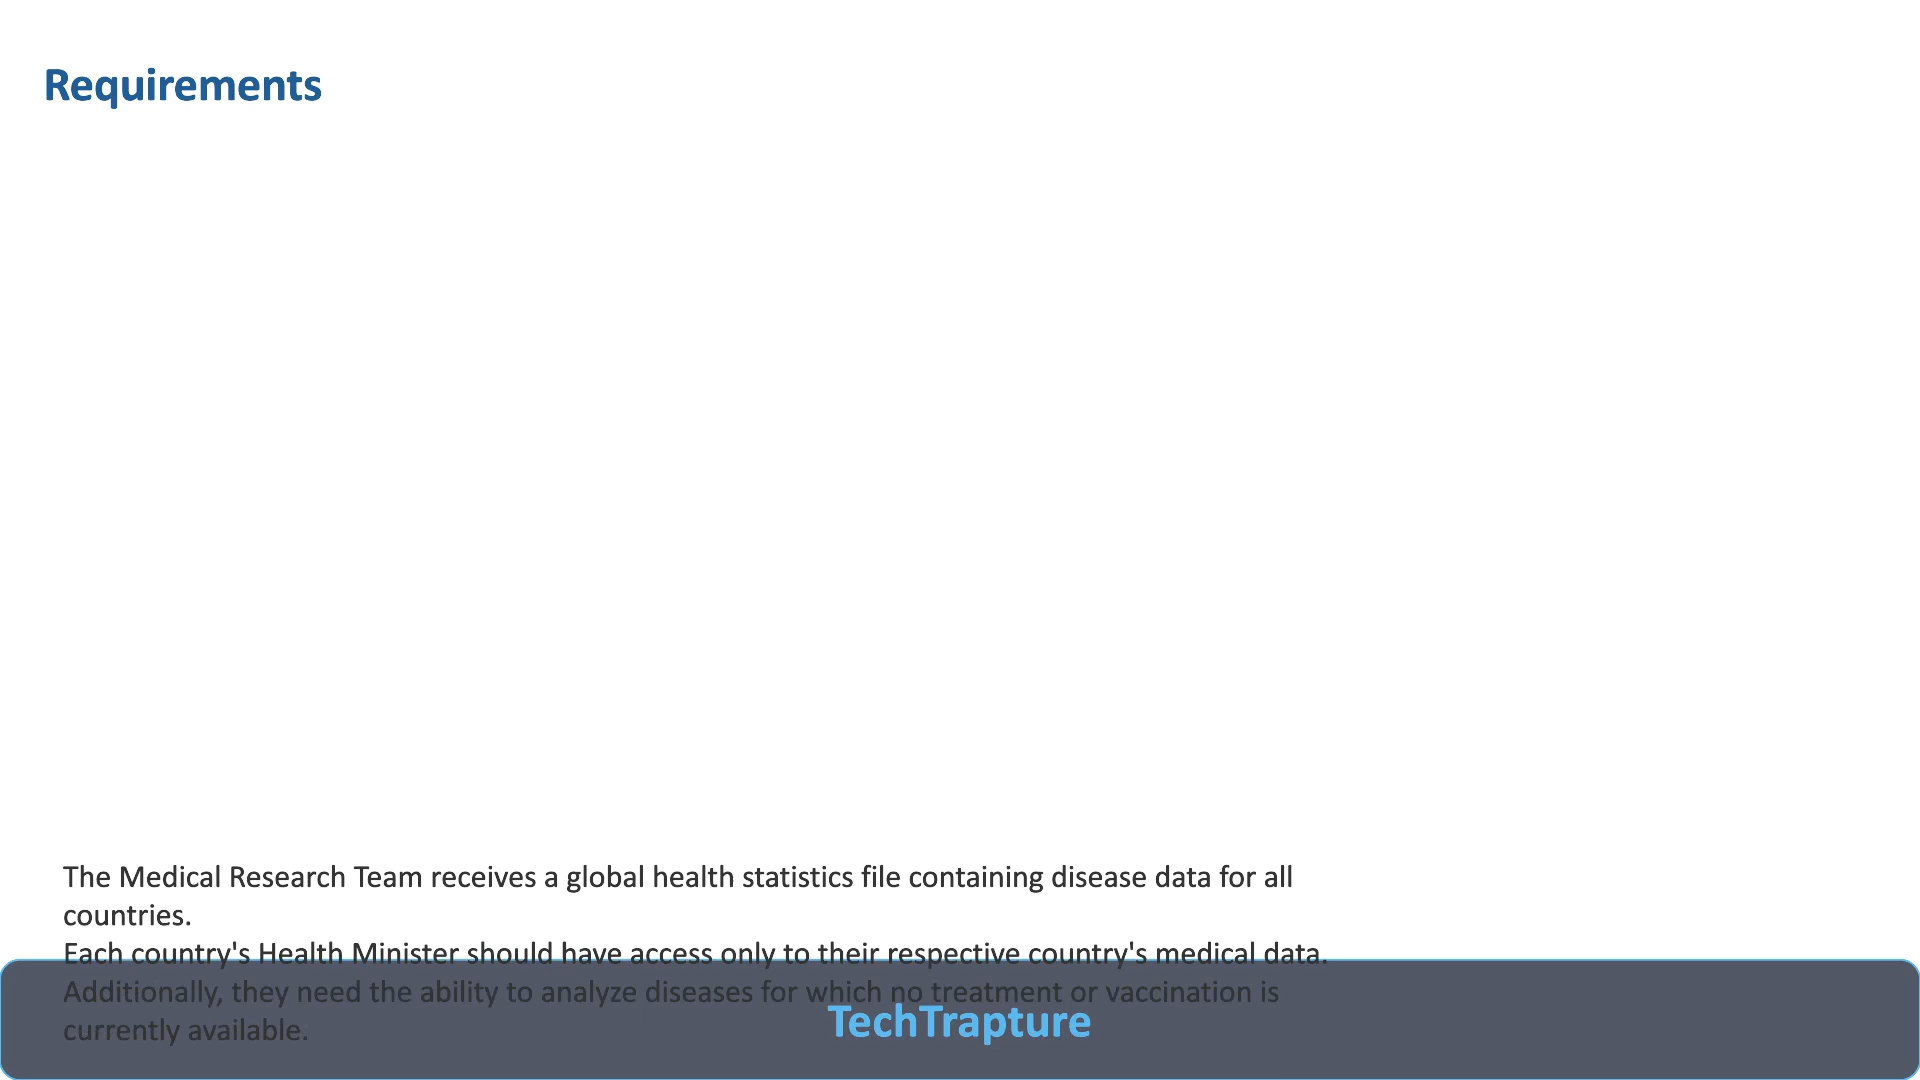 Requirements
The Medical Research Team receives a global health statistics file containing disease data for all
countries.
Each country's Health Minister should have access only to their respective country's medical data.
Additionally, they need the ability to analyze diseases for which no treatment or vaccination is
currently available.
TechTrapture